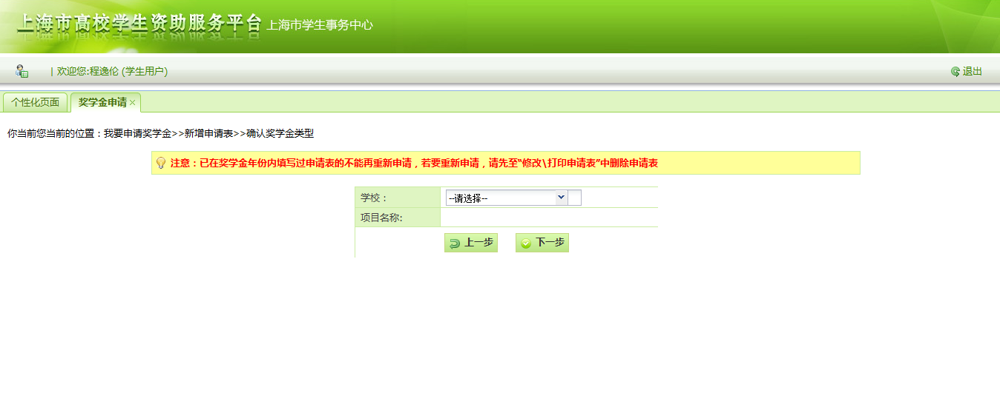 上海市高校学生资助服务平台 上海市学生事务中心
| 欢迎您:程逸伦 (学生用户) 退出
个性化页面 奖学金申请
你当前您当前的位置：我要申请奖学金>>新增申请表>>确认奖学金类型
注意：已在奖学金年份内填写过申请表的不能再重新申请，若要重新申请，请先至“修改\打印申请表”中删除申请表
学校： --请选择--
项目名称:
上一步 下一步